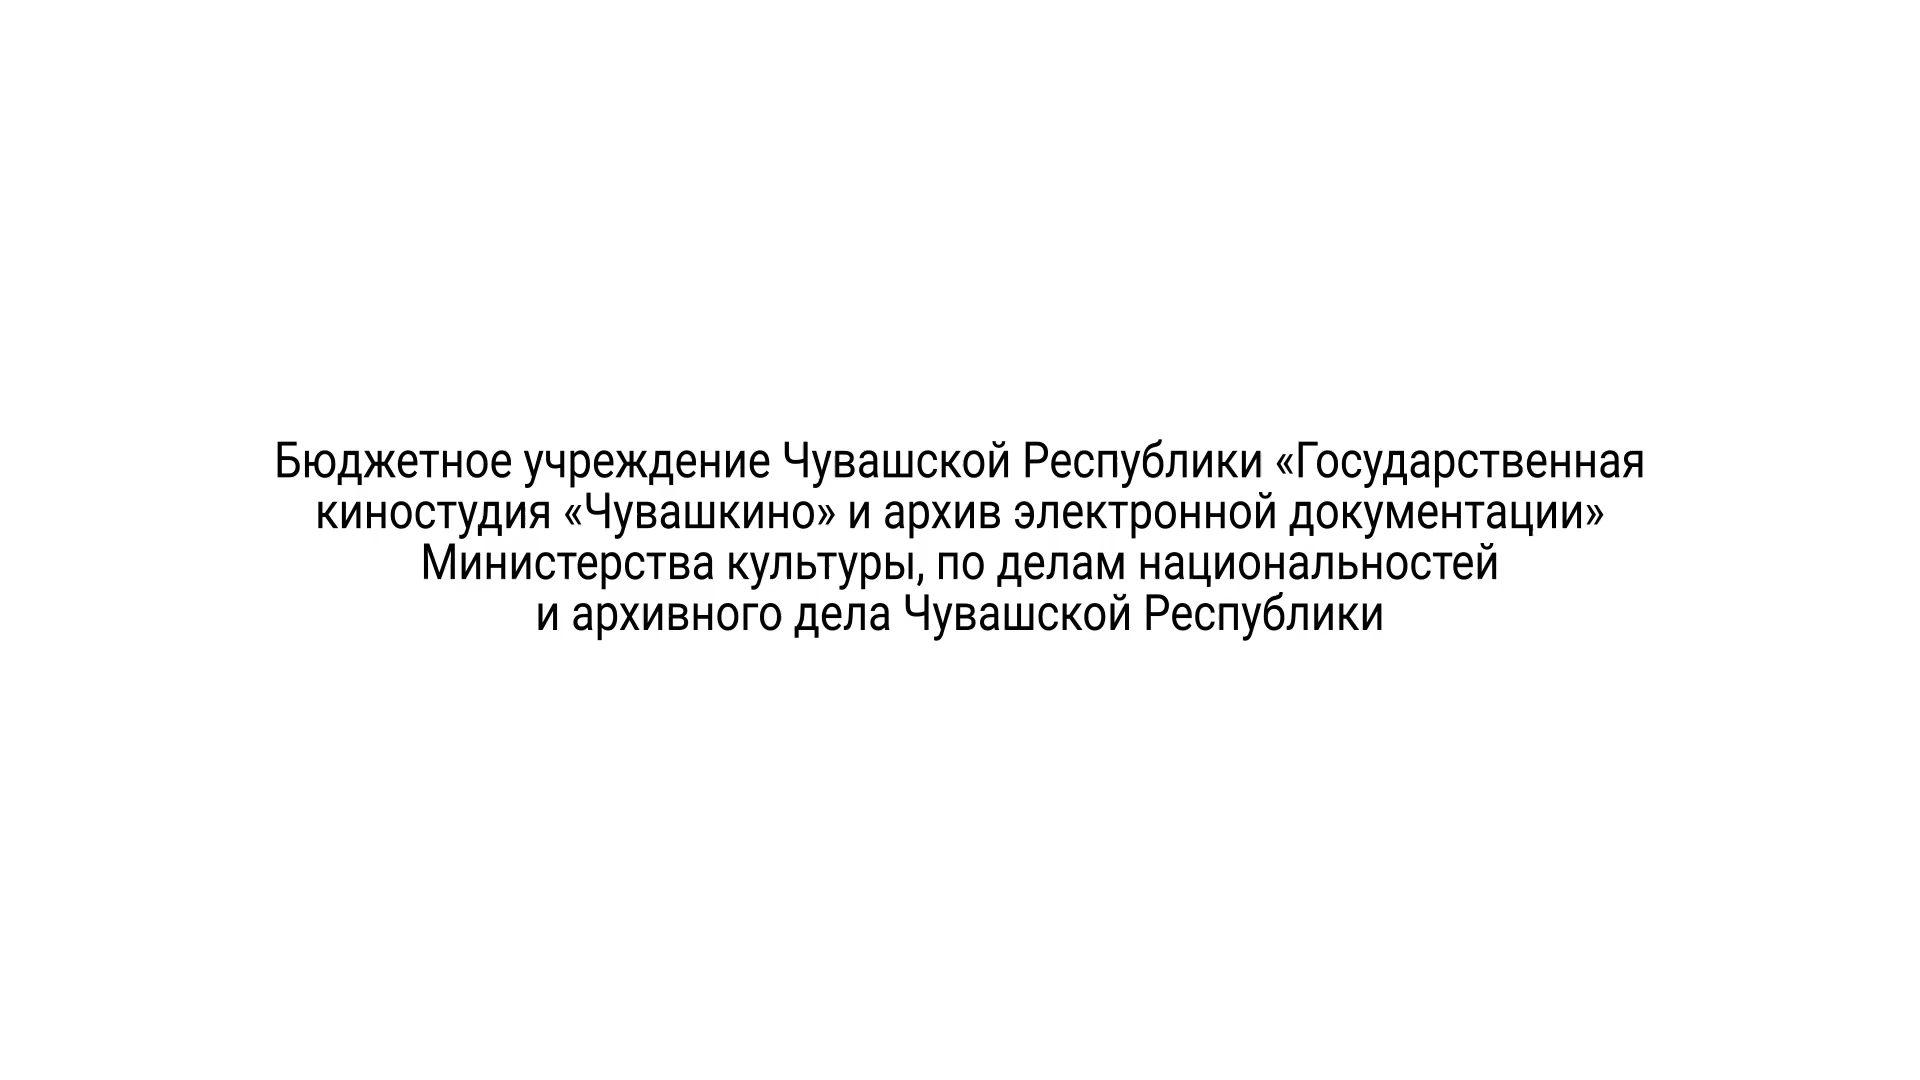 Бюджетное учреждение Чувашской Республики «Государственная
киностудия «Чувашкино» и архив электронной документации»
Министерства культуры, по делам национальностей
и архивного дела Чувашской Республики